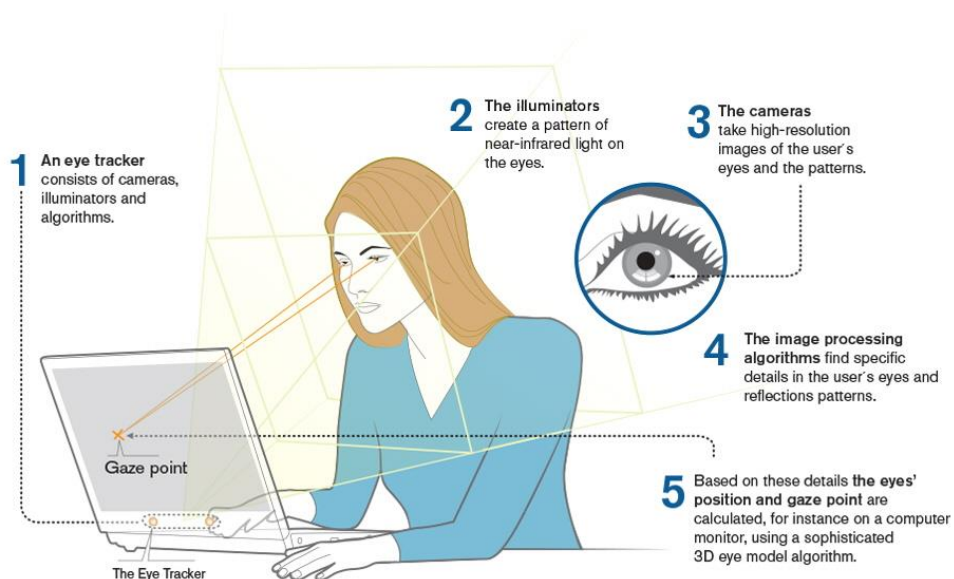 1
An eye tracker
consists of cameras,
illuminators and
algorithms.
2
The illuminators
create a pattern of
near-infrared light on
the eyes.
3
The cameras
take high-resolution
images of the user´s
eyes and the patterns.
4
The image processing
algorithms find specific
details in the user´s eyes and
reflections patterns.
5
Based on these details the eyes’
position and gaze point are
calculated, for instance on a computer
monitor, using a sophisticated
3D eye model algorithm.
Gaze point
The Eye Tracker